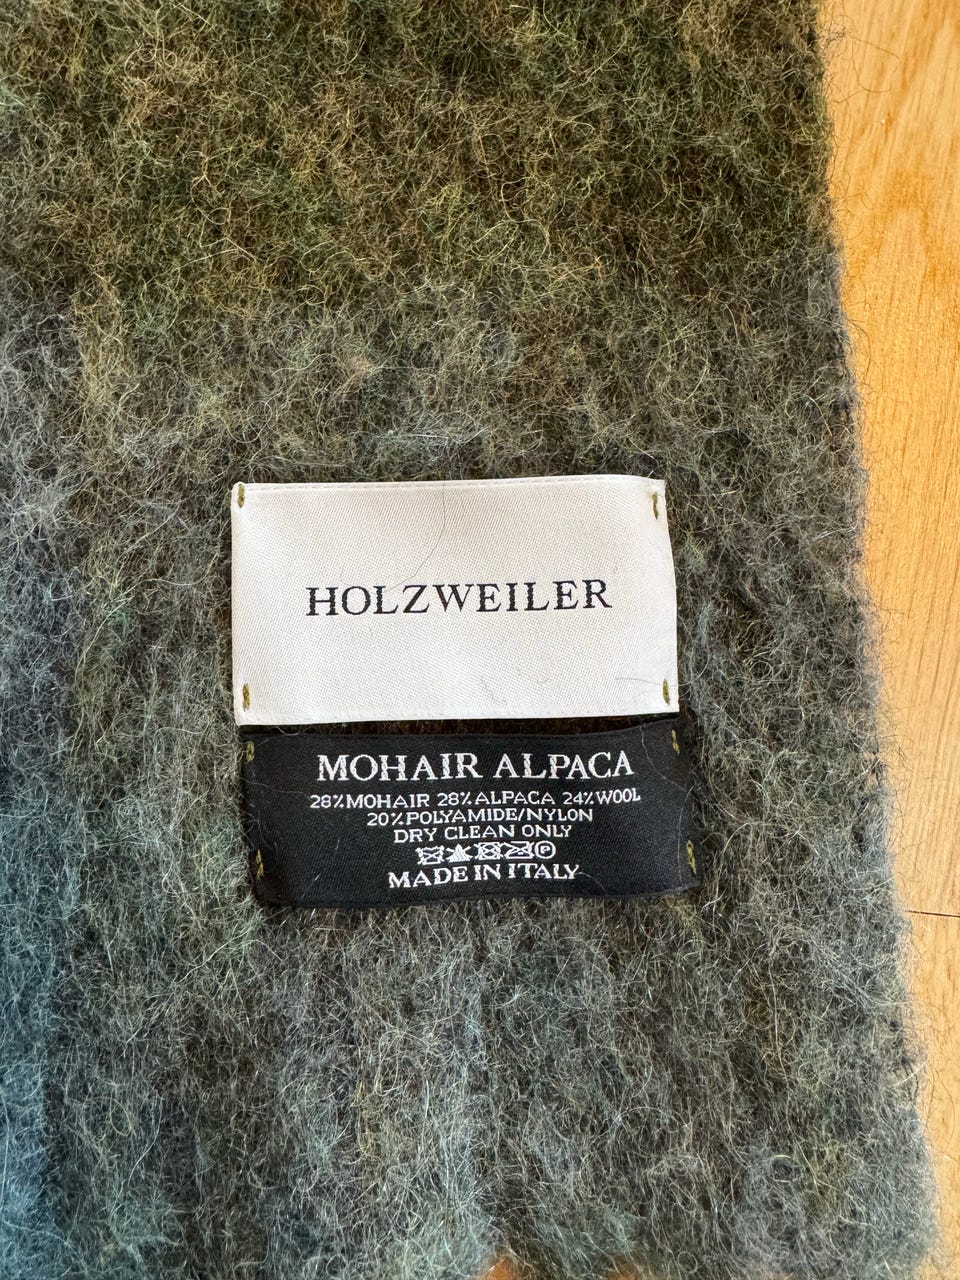 HOLZWEILER
MOHAIR ALPACA
28%MOHAIR 28%ALPACA 24%WOOL
20%POLYAMIDE/NYLON
DRY CLEAN ONLY
P
MADE IN ITALY